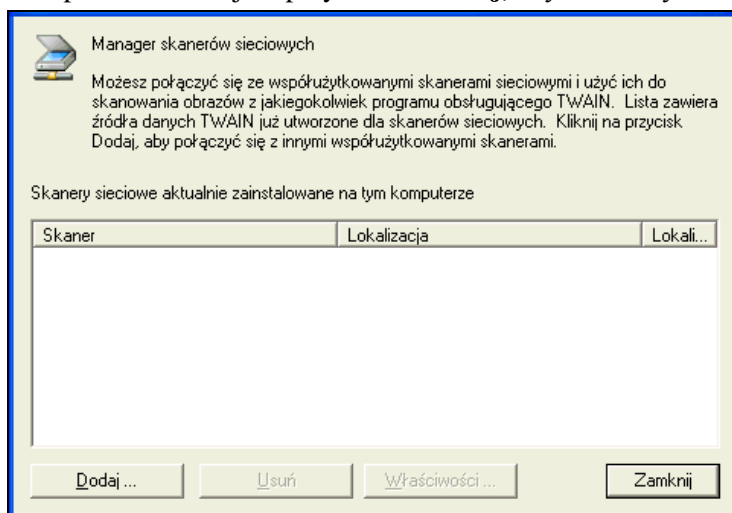 Manager skanerów sieciowych
Możesz połączyć się ze współużytkowanymi skanerami sieciowymi i użyć ich do
skanowania obrazów z jakiegokolwiek programu obsługującego TWAIN. Lista zawiera
źródła danych TWAIN już utworzone dla skanerów sieciowych. Kliknij na przycisk
Dodaj, aby połączyć się z innymi współużytkowanymi skanerami.
Skanery sieciowe aktualnie zainstalowane na tym komputerze
Skaner Lokalizacja Lokali...
Dodaj ... Usuń Właściwości ... Zamknij